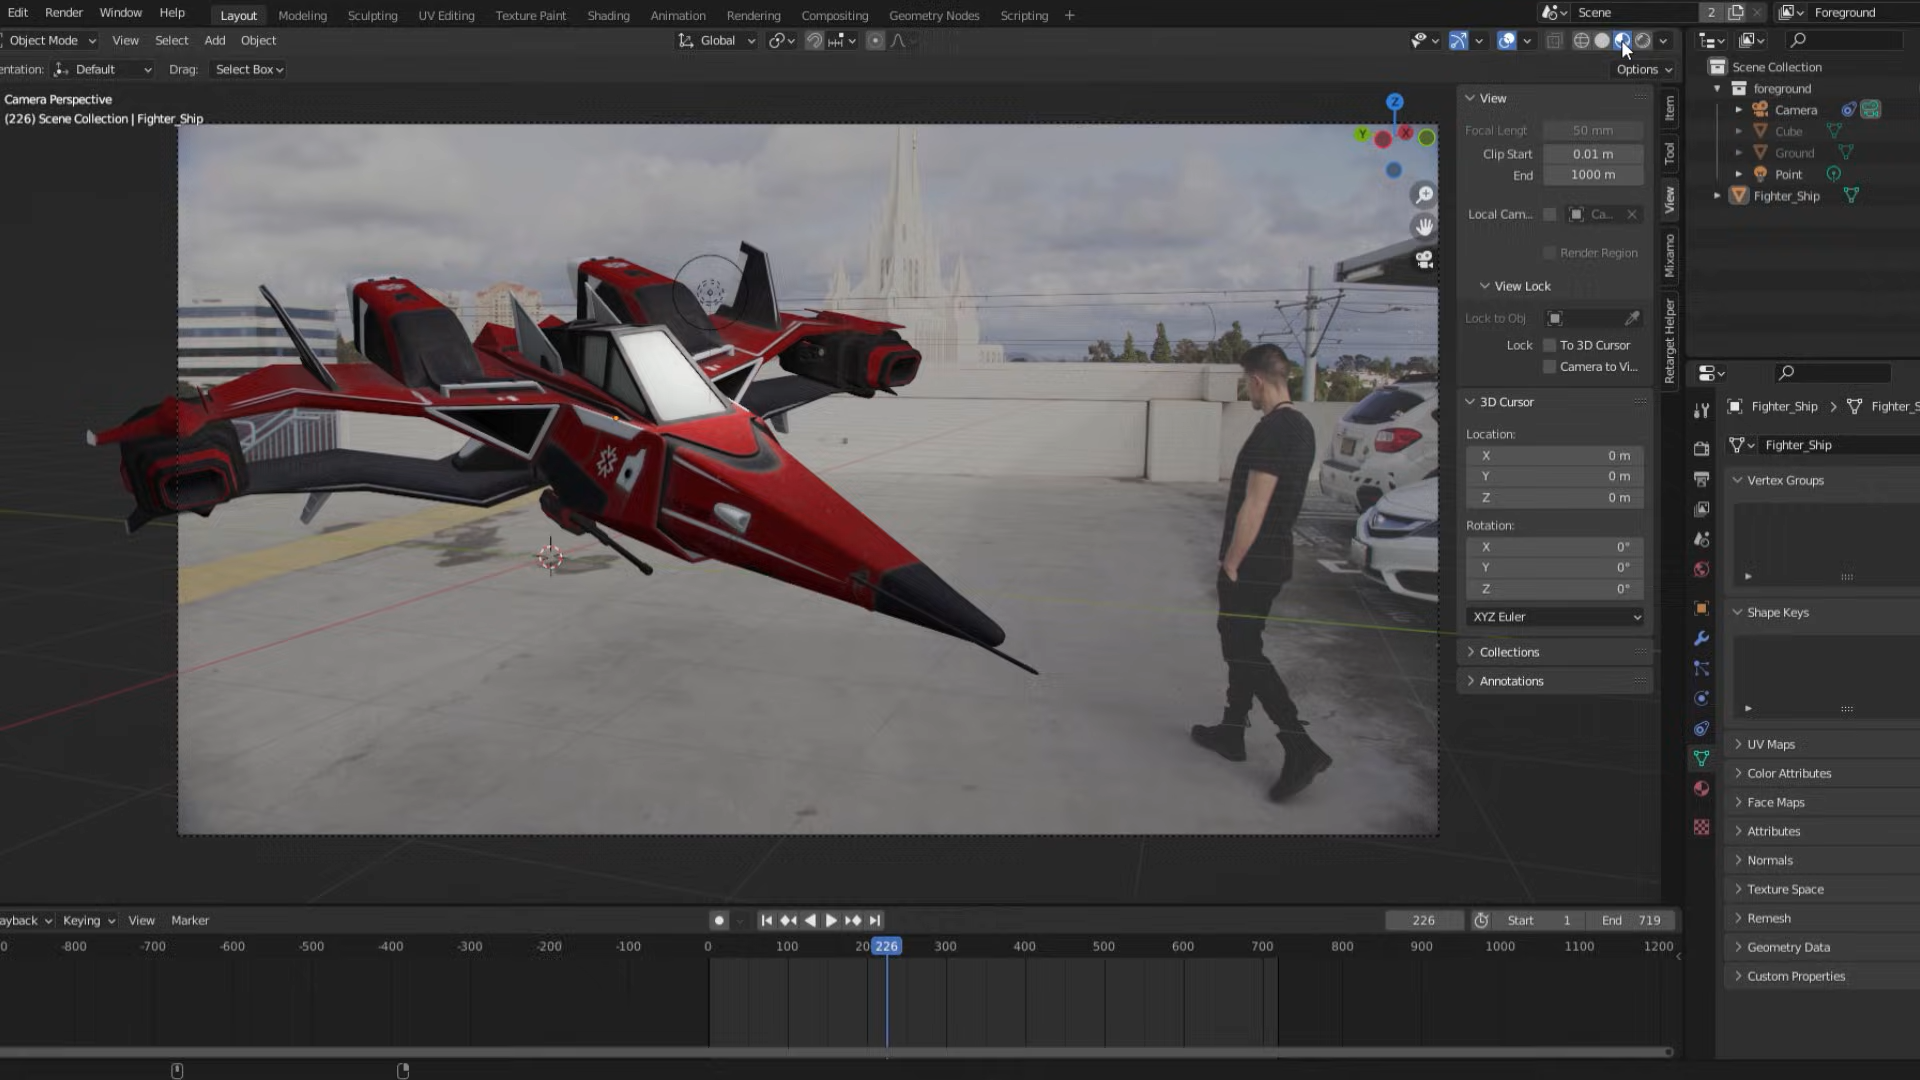 Edit Render Window Help Layout Modeling Sculpting UV Editing Texture Paint Shading Animation Rendering Compositing Geometry Nodes Scripting + Scene 2 Foreground
Object Mode View Select Add Object Global
entation: Default Drag: Select Box Options
Camera Perspective
(226) Scene Collection | Fighter_Ship
Z
Y
X
View
Focal Lengt 50 mm
Clip Start 0.01 m
End 1000 m
Local Cam... Ca...
Render Region
View Lock
Lock to Obj
Lock To 3D Cursor
Camera to Vi...
3D Cursor
Location:
X 0 m
Y 0 m
Z 0 m
Rotation:
X 0°
Y 0°
Z 0°
XYZ Euler
Collections
Annotations
Item
Tool
View
Mixamo
Retarget Helper
Scene Collection
foreground
Camera
Cube
Ground
Point
Fighter_Ship
Fighter_Ship Fighter_S
Fighter_Ship
Vertex Groups
Shape Keys
UV Maps
Color Attributes
Face Maps
Attributes
Normals
Texture Space
Remesh
Geometry Data
Custom Properties
ayback Keying View Marker 226 Start 1 End 719
0 -800 -700 -600 -500 -400 -300 -200 -100 0 100 20 226 300 400 500 600 700 800 900 1000 1100 1200